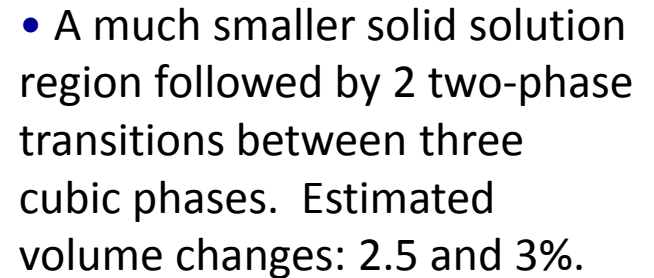 • A much smaller solid solution
region followed by 2 two-phase
transitions between three
cubic phases.  Estimated
volume changes: 2.5 and 3%.